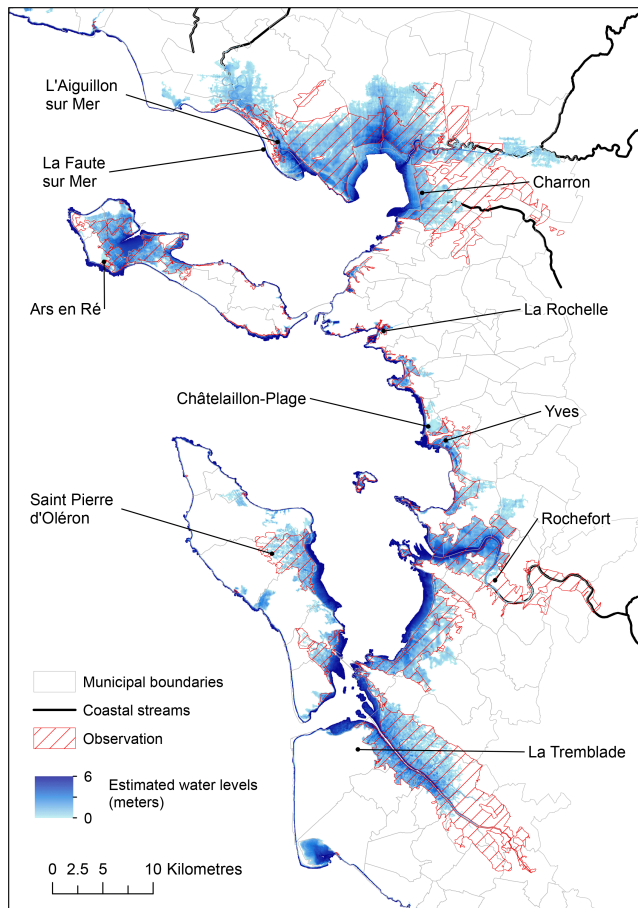 L'Aiguillon
sur Mer
La Faute
sur Mer
Charron
Ars en Ré
La Rochelle
Châtelaillon-Plage
Yves
Saint Pierre
d'Oléron
Rochefort
Municipal boundaries
Coastal streams
Observation
La Tremblade
6
Estimated water levels
(meters)
0
0 2.5 5 10 Kilometres